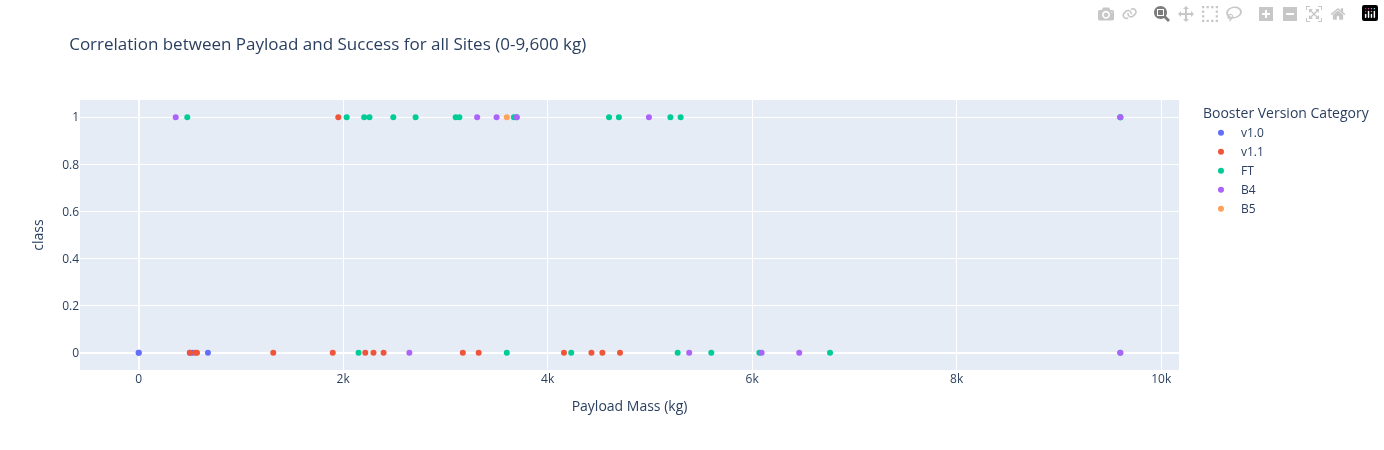 Correlation between Payload and Success for all Sites (0-9,600 kg)
Booster Version Category
v1.0
v1.1
FT
B4
B5
class
1
0.8
0.6
0.4
0.2
0
0 2k 4k 6k 8k 10k
Payload Mass (kg)